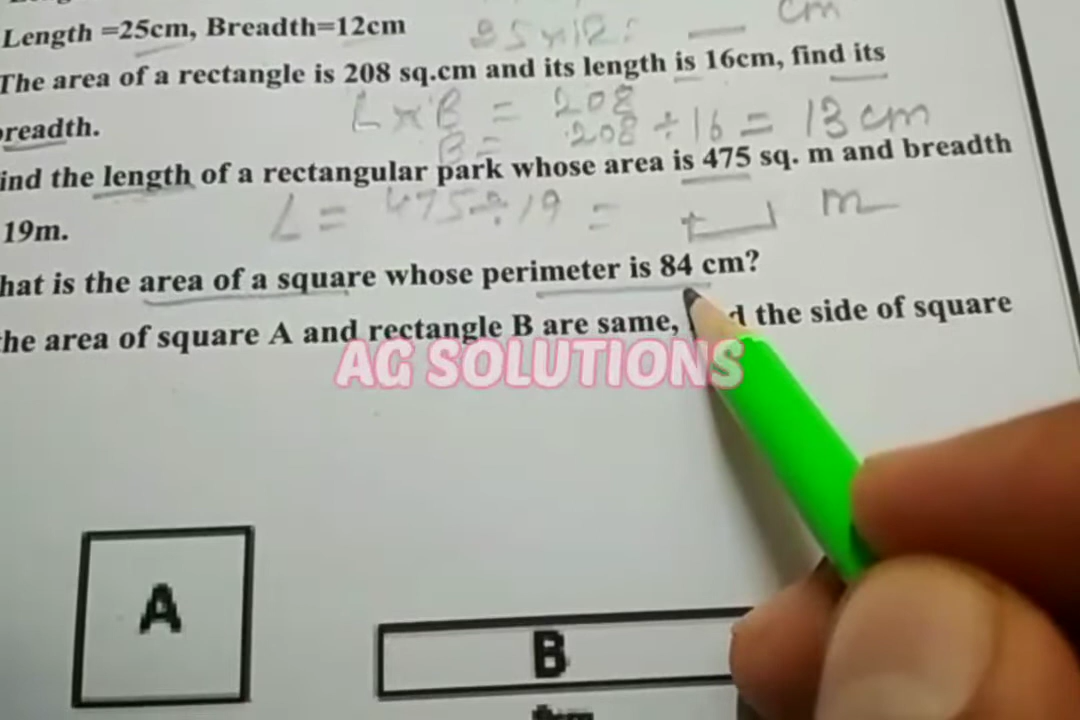 Length =25cm, Breadth=12cm
25x12= cm
The area of a rectangle is 208 sq.cm and its length is 16cm, find its
L x B = 208
breadth.
B = 208 ÷ 16 = 13 cm
ind the length of a rectangular park whose area is 475 sq. m and breadth
L = 475 ÷ 19 = m
19m.
hat is the area of a square whose perimeter is 84 cm?
the area of square A and rectangle B are same, the side of square
AG SOLUTIONS
A
B